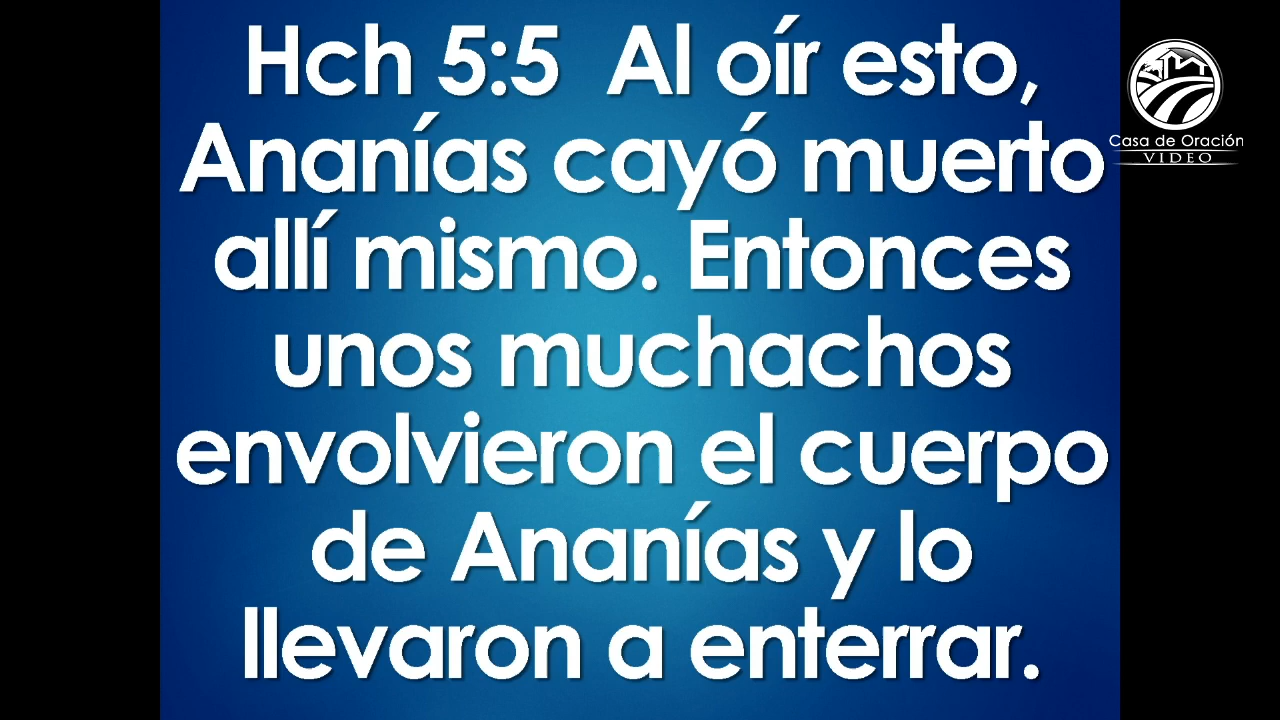 Hch 5:5  Al oír esto,
Ananías cayó muerto
allí mismo. Entonces
unos muchachos
envolvieron el cuerpo
de Ananías y lo
llevaron a enterrar.
Casa de Oración
VIDEO